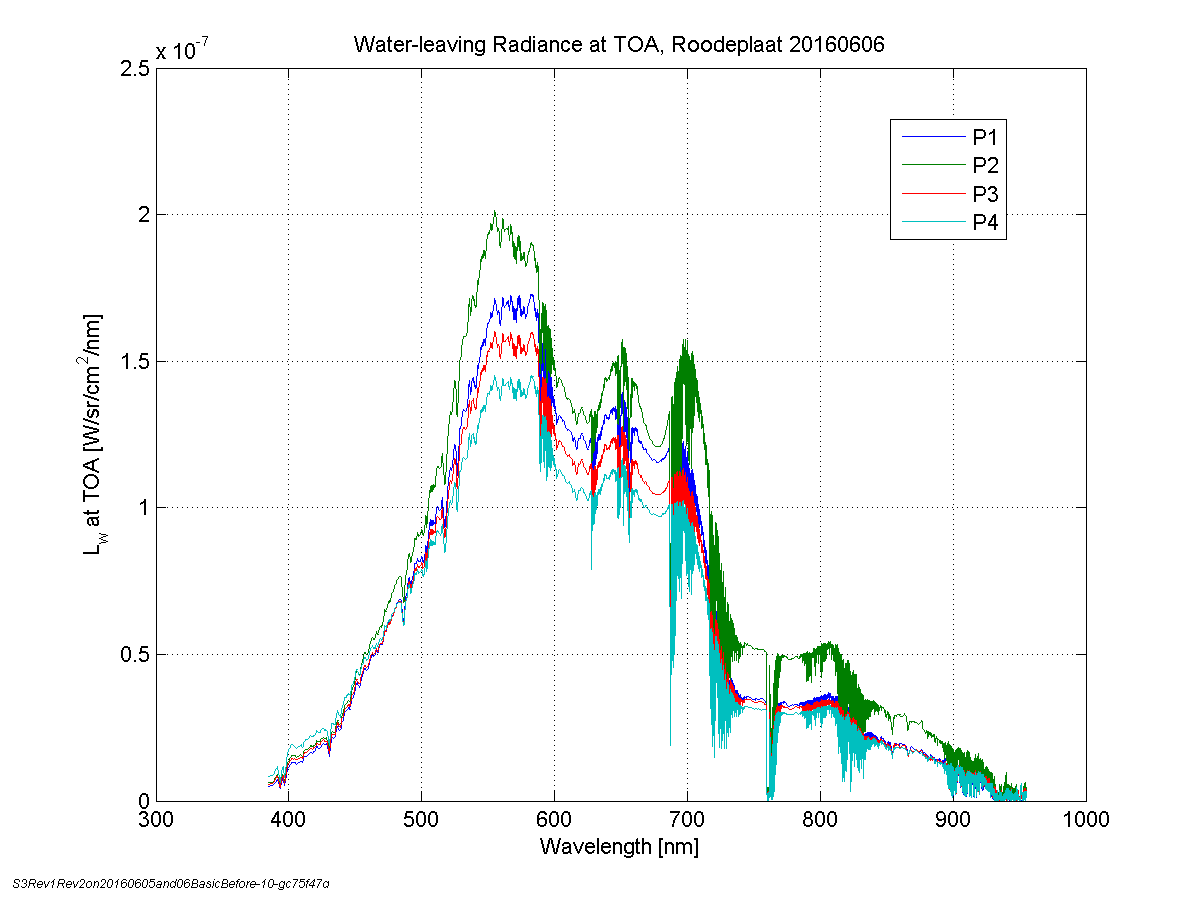 Water-leaving Radiance at TOA, Roodeplaat 20160606
x 10^-7
2.5
2
1.5
1
0.5
0
L_w at TOA [W/sr/cm^2/nm]
P1
P2
P3
P4
300 400 500 600 700 800 900 1000
Wavelength [nm]
S3Rev1Rev2on20160605and06BasicBefore-10-gc75f47a